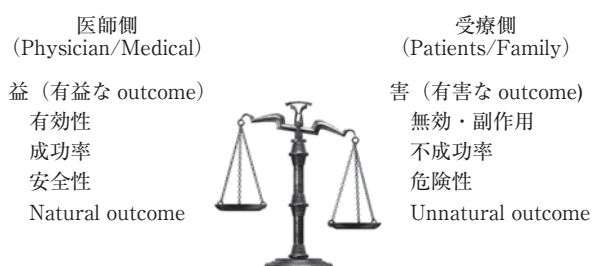 医師側
（Physician/Medical）
益（有益な outcome）
有効性
成功率
安全性
Natural outcome
受療側
（Patients/Family）
害（有害な outcome)
無効・副作用
不成功率
危険性
Unnatural outcome